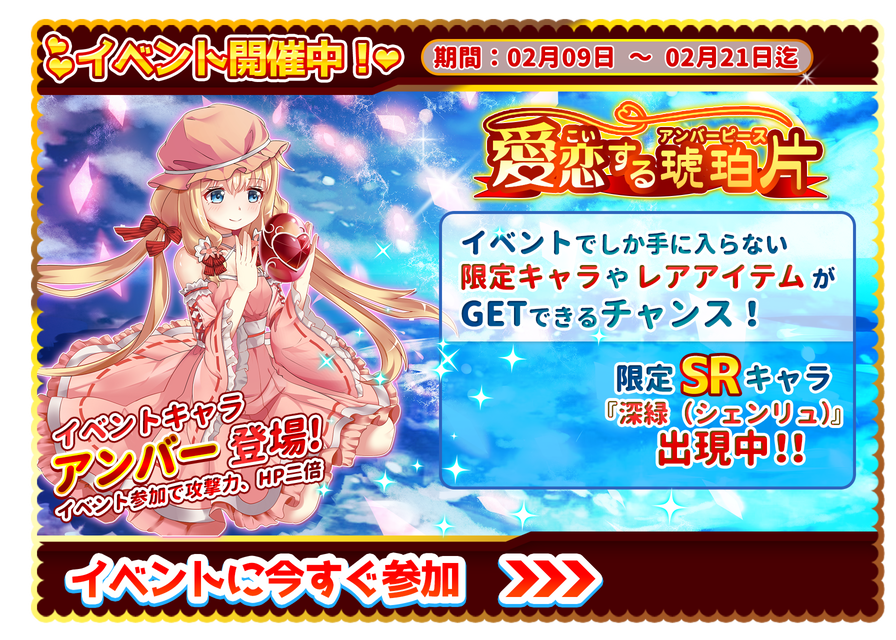 イベント開催中！
期間：02月09日 ～ 02月21日迄
こい アンバーピース
愛恋する琥珀片
イベントでしか手に入らない
限定キャラやレアアイテムが
GETできるチャンス！
限定SRキャラ
『深緑（シェンリュ）』
出現中!!
イベントキャラ
アンバー登場!
イベント参加で攻撃力、HP三倍
イベントに今すぐ参加